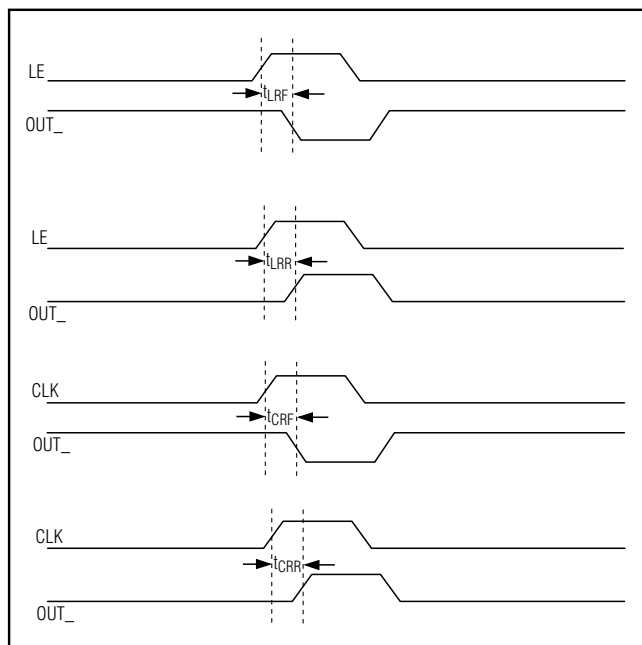 LE
tLRF
OUT_
LE
tLRR
OUT_
CLK
tCRF
OUT_
CLK
tCRR
OUT_